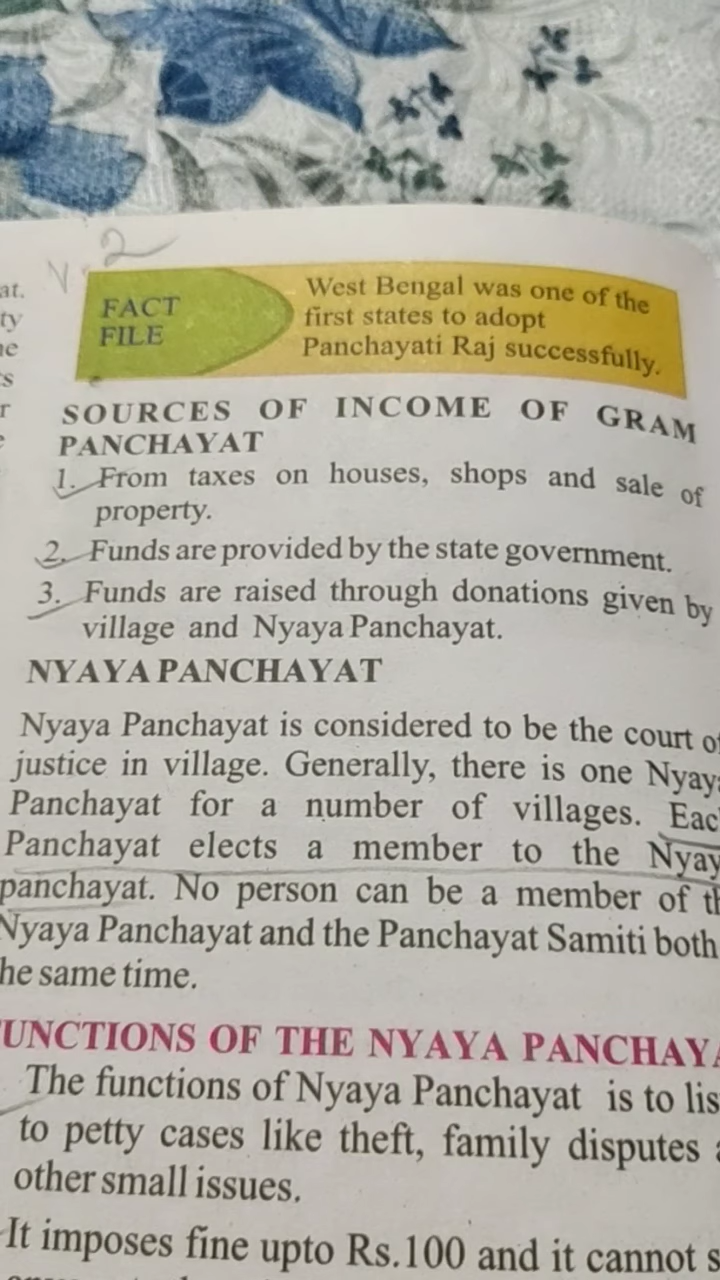 V-2
at.
ty
FACT
FILE
West Bengal was one of the
first states to adopt
Panchayati Raj successfully.
SOURCES OF INCOME OF GRAM
PANCHAYAT
1. From taxes on houses, shops and sale of
property.
2. Funds are provided by the state government.
3. Funds are raised through donations given by
village and Nyaya Panchayat.
NYAYA PANCHAYAT
Nyaya Panchayat is considered to be the court of
justice in village. Generally, there is one Nyaya
Panchayat for a number of villages. Eac
Panchayat elects a member to the Nyay
panchayat. No person can be a member of th
Nyaya Panchayat and the Panchayat Samiti both
he same time.
UNCTIONS OF THE NYAYA PANCHAYA
The functions of Nyaya Panchayat is to lis
to petty cases like theft, family disputes a
other small issues.
It imposes fine upto Rs.100 and it cannot s